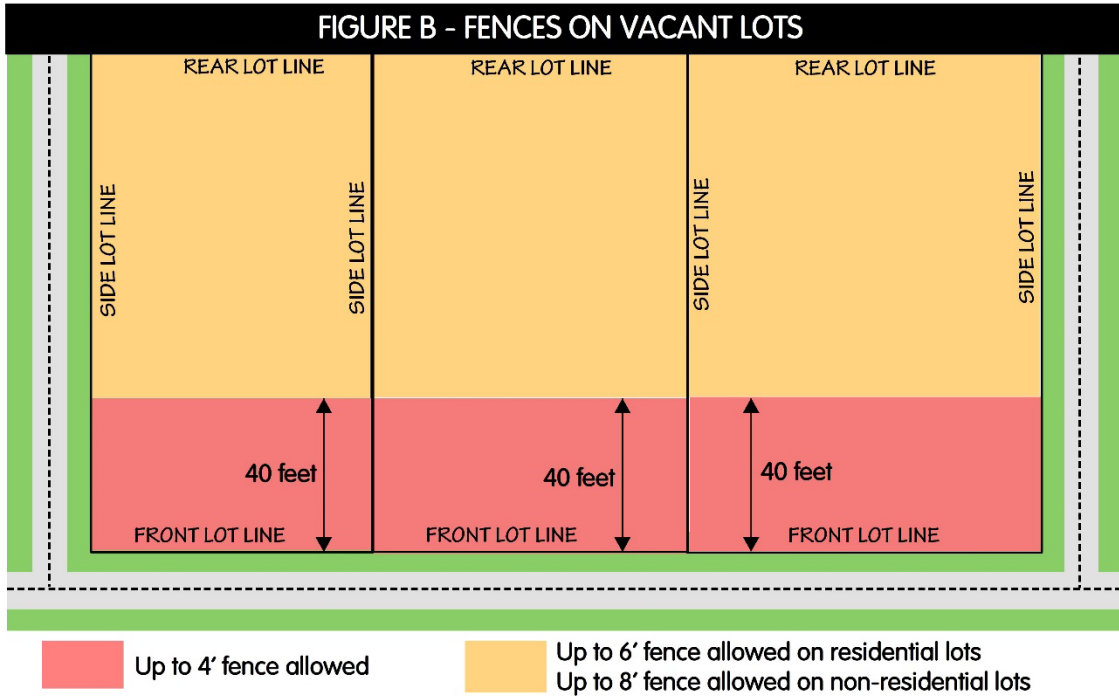 FIGURE B - FENCES ON VACANT LOTS
REAR LOT LINE
REAR LOT LINE
REAR LOT LINE
SIDE LOT LINE
SIDE LOT LINE
SIDE LOT LINE
SIDE LOT LINE
40 feet
40 feet
40 feet
FRONT LOT LINE
FRONT LOT LINE
FRONT LOT LINE
Up to 4' fence allowed
Up to 6' fence allowed on residential lots
Up to 8' fence allowed on non-residential lots